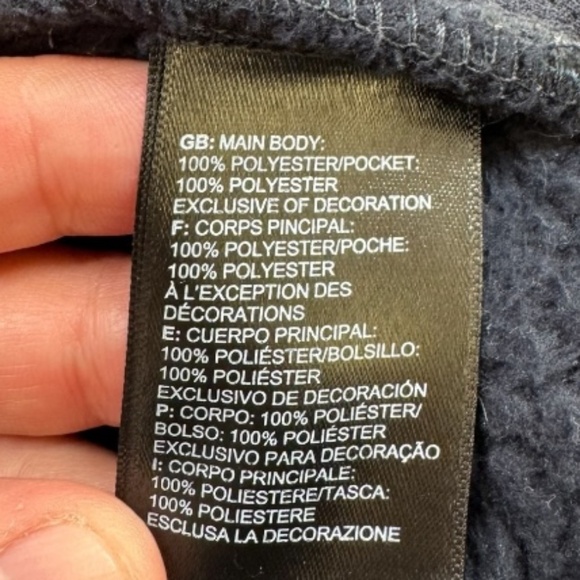 GB: MAIN BODY:
100% POLYESTER/POCKET:
100% POLYESTER
EXCLUSIVE OF DECORATION
F: CORPS PINCIPAL:
100% POLYESTER/POCHE:
100% POLYESTER
À L'EXCEPTION DES
DÉCORATIONS
E: CUERPO PRINCIPAL:
100% POLIÉSTER/BOLSILLO:
100% POLIÉSTER
EXCLUSIVO DE DECORACIÓN
P: CORPO: 100% POLIÉSTER/
BOLSO: 100% POLIÉSTER
EXCLUSIVO PARA DECORAÇÃO
I: CORPO PRINCIPALE:
100% POLIESTERE/TASCA:
100% POLIESTERE
ESCLUSA LA DECORAZIONE